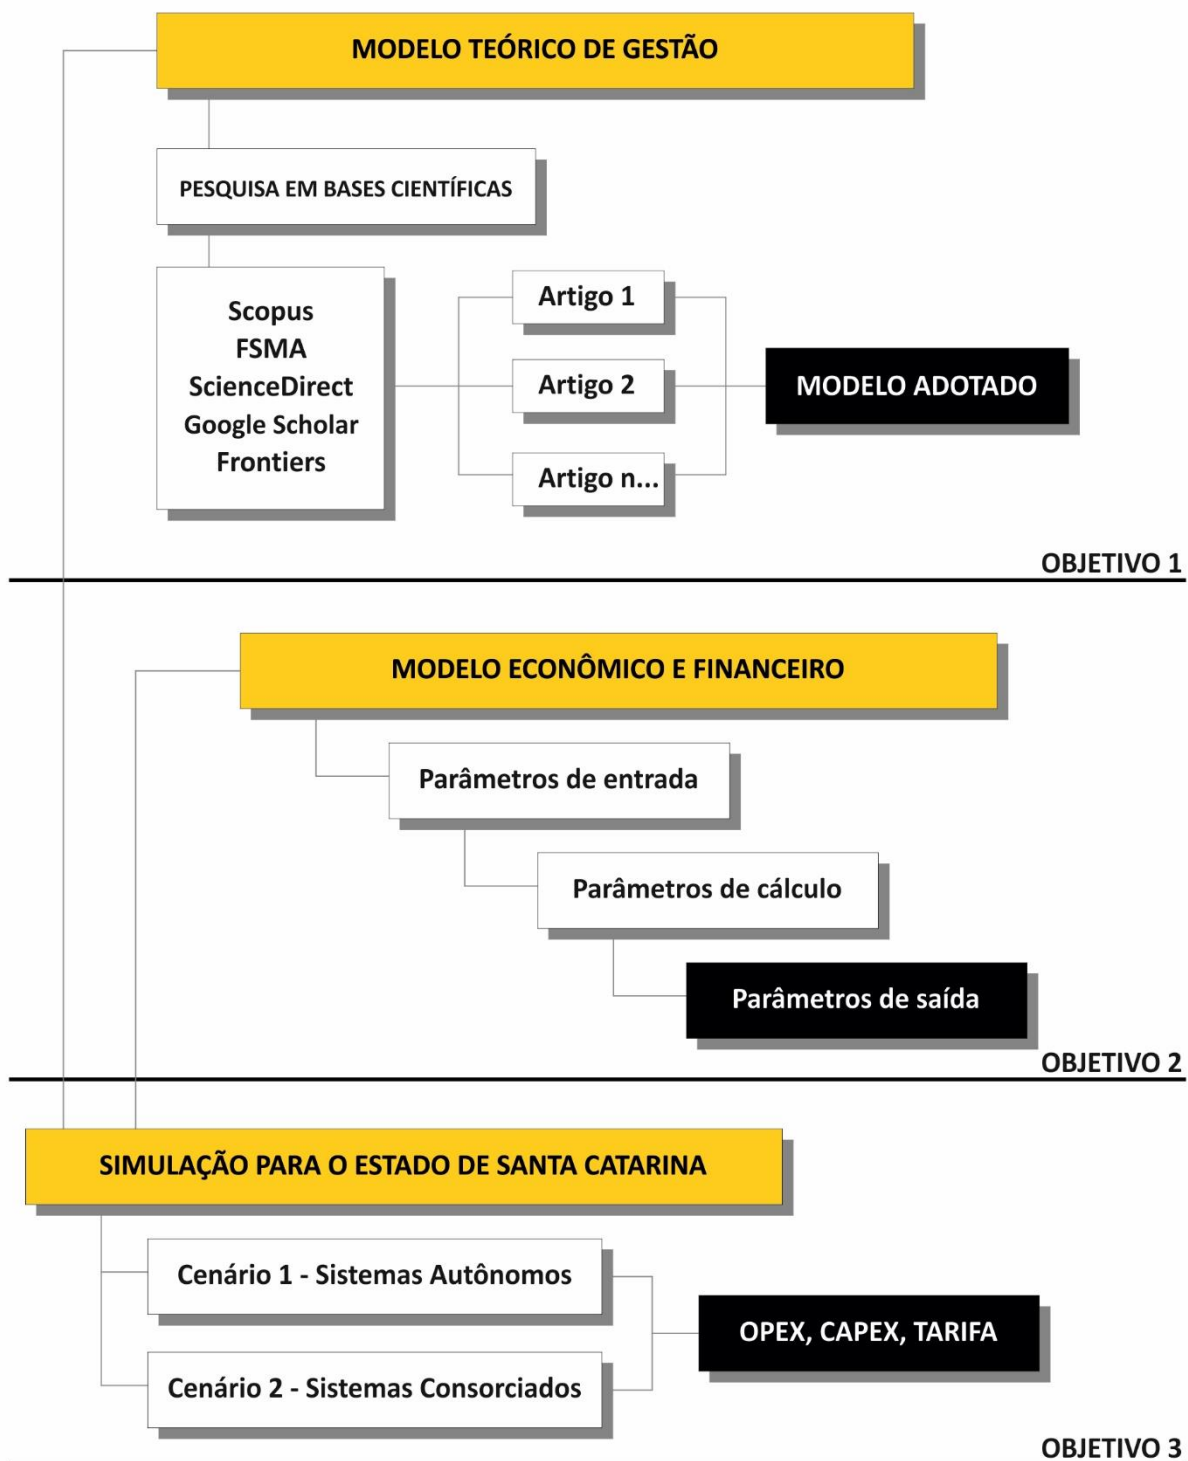 MODELO TEÓRICO DE GESTÃO
PESQUISA EM BASES CIENTÍFICAS
Scopus
FSMA
ScienceDirect
Google Scholar
Frontiers
Artigo 1
Artigo 2
Artigo n...
MODELO ADOTADO
OBJETIVO 1
MODELO ECONÔMICO E FINANCEIRO
Parâmetros de entrada
Parâmetros de cálculo
Parâmetros de saída
OBJETIVO 2
SIMULAÇÃO PARA O ESTADO DE SANTA CATARINA
Cenário 1 - Sistemas Autônomos
Cenário 2 - Sistemas Consorciados
OPEX, CAPEX, TARIFA
OBJETIVO 3